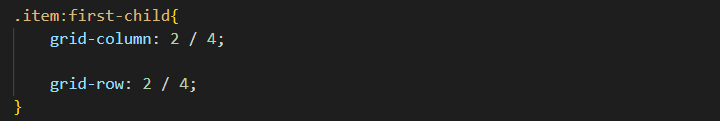 .item:first-child{
grid-column: 2 / 4;
grid-row: 2 / 4;
}